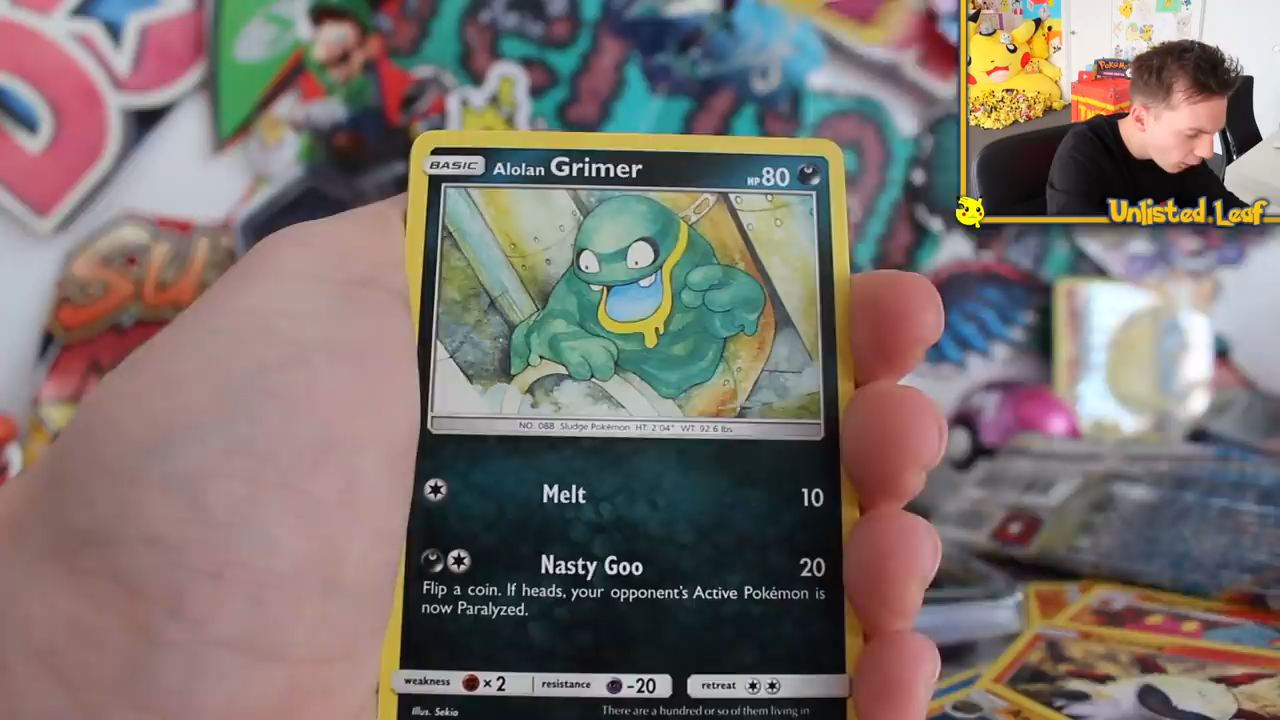 BASIC Alolan Grimer HP 80
NO. 088 Sludge Pokémon HT: 2'04" WT: 92.6 lbs
Melt 10
Nasty Goo 20
Flip a coin. If heads, your opponent's Active Pokémon is
now Paralyzed.
weakness × 2 resistance -20 retreat
Illus. Sekio
There are a hundred or so of them living in
Unlisted Leaf